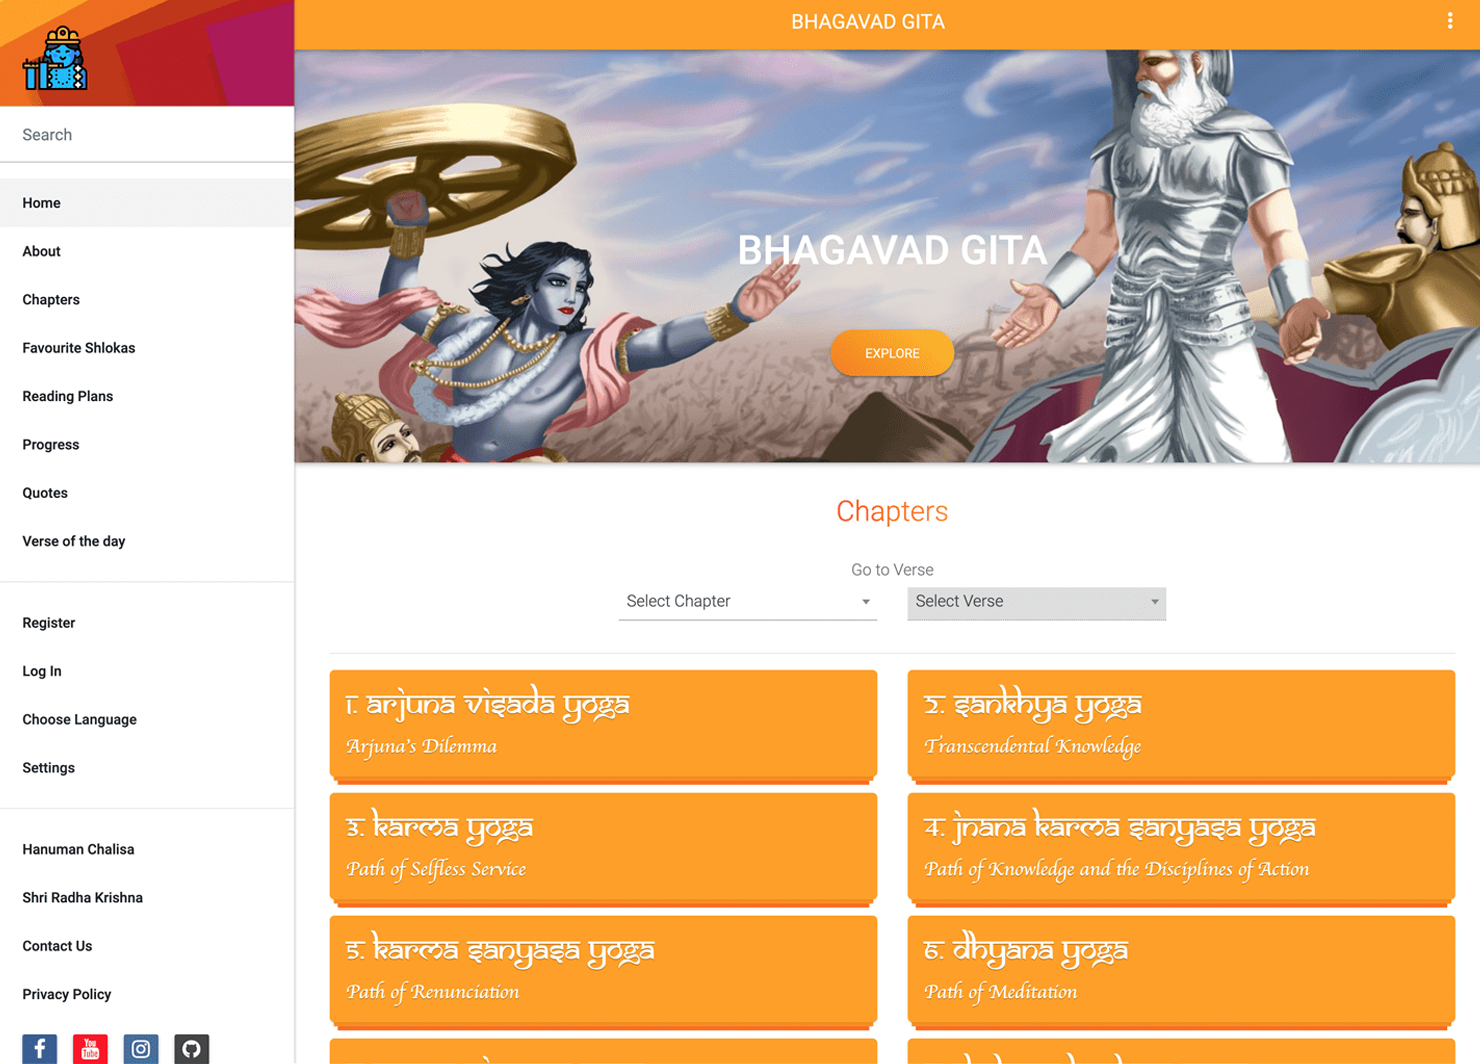 BHAGAVAD GITA
Search
Home
About
Chapters
Favourite Shlokas
Reading Plans
Progress
Quotes
Verse of the day
Register
Log In
Choose Language
Settings
Hanuman Chalisa
Shri Radha Krishna
Contact Us
Privacy Policy
You
Tube
BHAGAVAD GITA
EXPLORE
Chapters
Go to Verse
Select Chapter
Select Verse
1. Arjuna Visada Yoga
Arjuna's Dilemma
2. Sankhya Yoga
Transcendental Knowledge
3. Karma Yoga
Path of Selfless Service
4. Jnana Karma Sanyasa Yoga
Path of Knowledge and the Disciplines of Action
5. Karma Sanyasa Yoga
Path of Renunciation
6. Dhyana Yoga
Path of Meditation